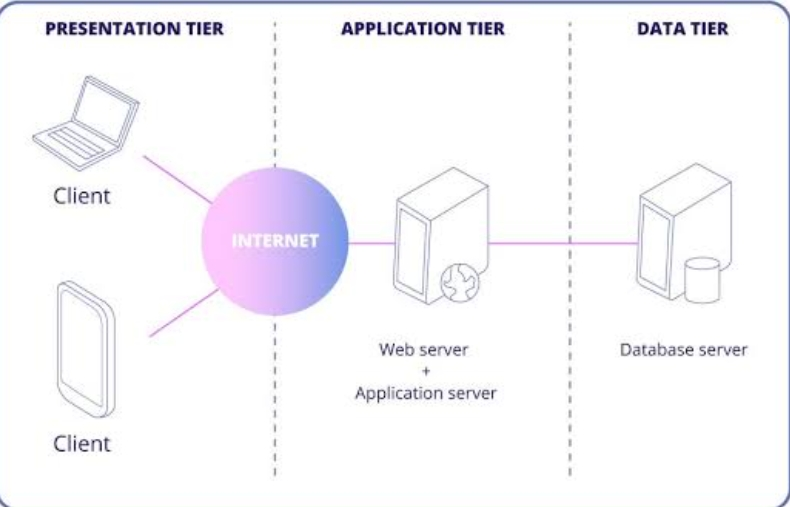 PRESENTATION TIER
APPLICATION TIER
DATA TIER
Client
INTERNET
Client
Web server
+
Application server
Database server